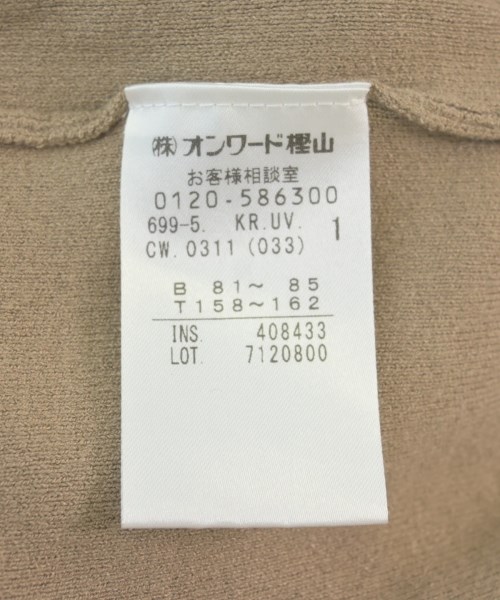 ㈱オンワード樫山
お客様相談室
0120-586300
699-5. KR.UV. 1
CW. 0311 (033)
B 81〜 85
T158〜162
INS. 408433
LOT. 7120800